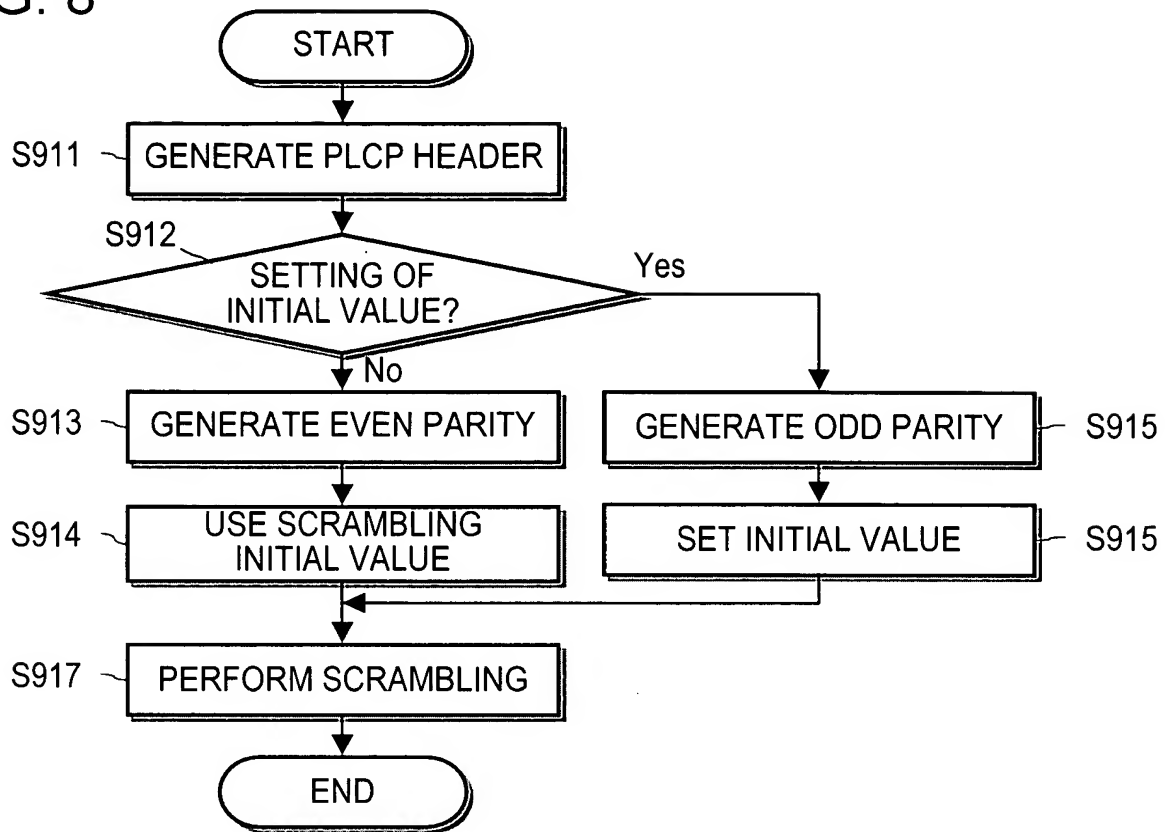 G. 8
START
S911
GENERATE PLCP HEADER
S912
SETTING OF
INITIAL VALUE?
Yes
No
S913
GENERATE EVEN PARITY
GENERATE ODD PARITY
S915
S914
USE SCRAMBLING
INITIAL VALUE
SET INITIAL VALUE
S915
S917
PERFORM SCRAMBLING
END